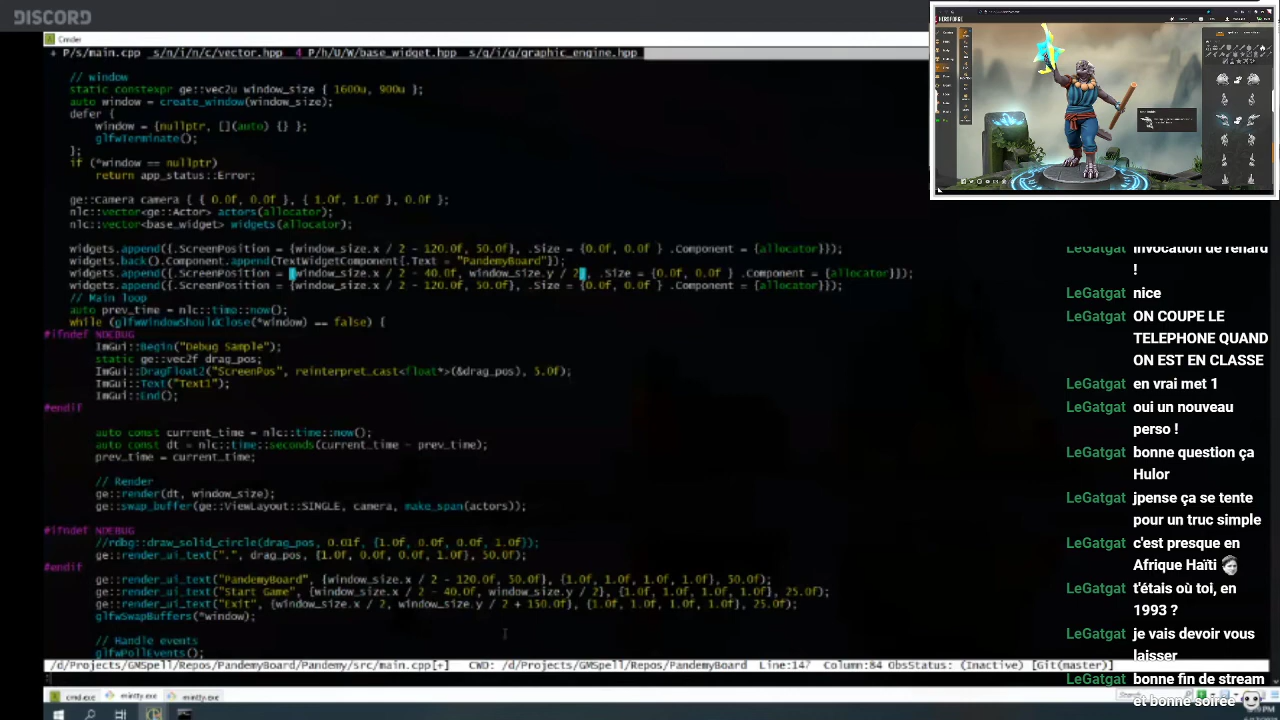 DISCORD
Cmder
+ P/s/main.cpp  s/n/i/n/c/vector.hpp  4 P/h/U/W/base_widget.hpp  s/g/i/g/graphic_engine.hpp
// window
static constexpr ge::vec2u window_size { 1600u, 900u };
auto window = create_window(window_size);
defer {
window = {nullptr, [](auto) {} };
glfwTerminate();
};
if (*window == nullptr)
return app_status::Error;
ge::camera camera { { 0.0f, 0.0f }, { 1.0f, 1.0f }, 0.0f };
nlc::vector<ge::Actor> actors(allocator);
nlc::vector<base_widget> widgets(allocator);
widgets.append({.ScreenPosition = {window_size.x / 2 - 120.0f, 50.0f}, .Size = {0.0f, 0.0f } .Component = {allocator}});
widgets.back().Component.append(TextWidgetComponent{.Text = "PandemyBoard"});
widgets.append({.ScreenPosition = {window_size.x / 2 - 40.0f, window_size.y / 2}, .Size = {0.0f, 0.0f } .Component = {allocator}});
widgets.append({.ScreenPosition = {window_size.x / 2 - 120.0f, 50.0f}, .Size = {0.0f, 0.0f } .Component = {allocator}});
// Main loop
auto prev_time = nlc::time::now();
while (glfwWindowShouldClose(*window) == false) {
#ifndef NDEBUG
ImGui::Begin("Debug Sample");
static ge::vec2f drag_pos;
ImGui::DragFloat2("ScreenPos", reinterpret_cast<float*>(&drag_pos), 5.0f);
ImGui::Text("Text1");
ImGui::End();
#endif
auto const current_time = nlc::time::now();
auto const dt = nlc::time::seconds(current_time - prev_time);
prev_time = current_time;
// Render
ge::render(dt, window_size);
ge::swap_buffer(ge::ViewLayout::SINGLE, camera, make_span(actors));
#ifndef NDEBUG
//rdbg::draw_solid_circle(drag_pos, 0.01f, {1.0f, 0.0f, 0.0f, 1.0f});
ge::render_ui_text(".", drag_pos, {1.0f, 0.0f, 0.0f, 1.0f}, 50.0f);
#endif
ge::render_ui_text("PandemyBoard", {window_size.x / 2 - 120.0f, 50.0f}, {1.0f, 1.0f, 1.0f, 1.0f}, 50.0f);
ge::render_ui_text("Start Game", {window_size.x / 2 - 40.0f, window_size.y / 2}, {1.0f, 1.0f, 1.0f, 1.0f}, 25.0f);
ge::render_ui_text("Exit", {window_size.x / 2, window_size.y / 2 + 150.0f}, {1.0f, 1.0f, 1.0f, 1.0f}, 25.0f);
glfwSwapBuffers(*window);
// Handle events
glfwPollEvents();
/d/Projects/GMSpell/Repos/PandemyBoard/Pandemy/src/main.cpp[+]  CWD: /d/Projects/GMSpell/Repos/PandemyBoard  Line:147  Column:84 ObsStatus: (Inactive) [Git(master)]
:
cmd.exe  mintty.exe  mintty.exe
Search
HEROFORGE
LeGatgat invocation de renard
!
LeGatgat nice
LeGatgat ON COUPE LE
TELEPHONE QUAND
ON EST EN CLASSE
LeGatgat en vrai met 1
LeGatgat oui un nouveau
perso !
LeGatgat bonne question ça
Hulor
LeGatgat jpense ça se tente
pour un truc simple
LeGatgat c'est presque en
Afrique Haïti
LeGatgat t'étais où toi, en
1993 ?
LeGatgat je vais devoir vous
laisser
LeGatgat bonne fin de stream
et bonne soirée